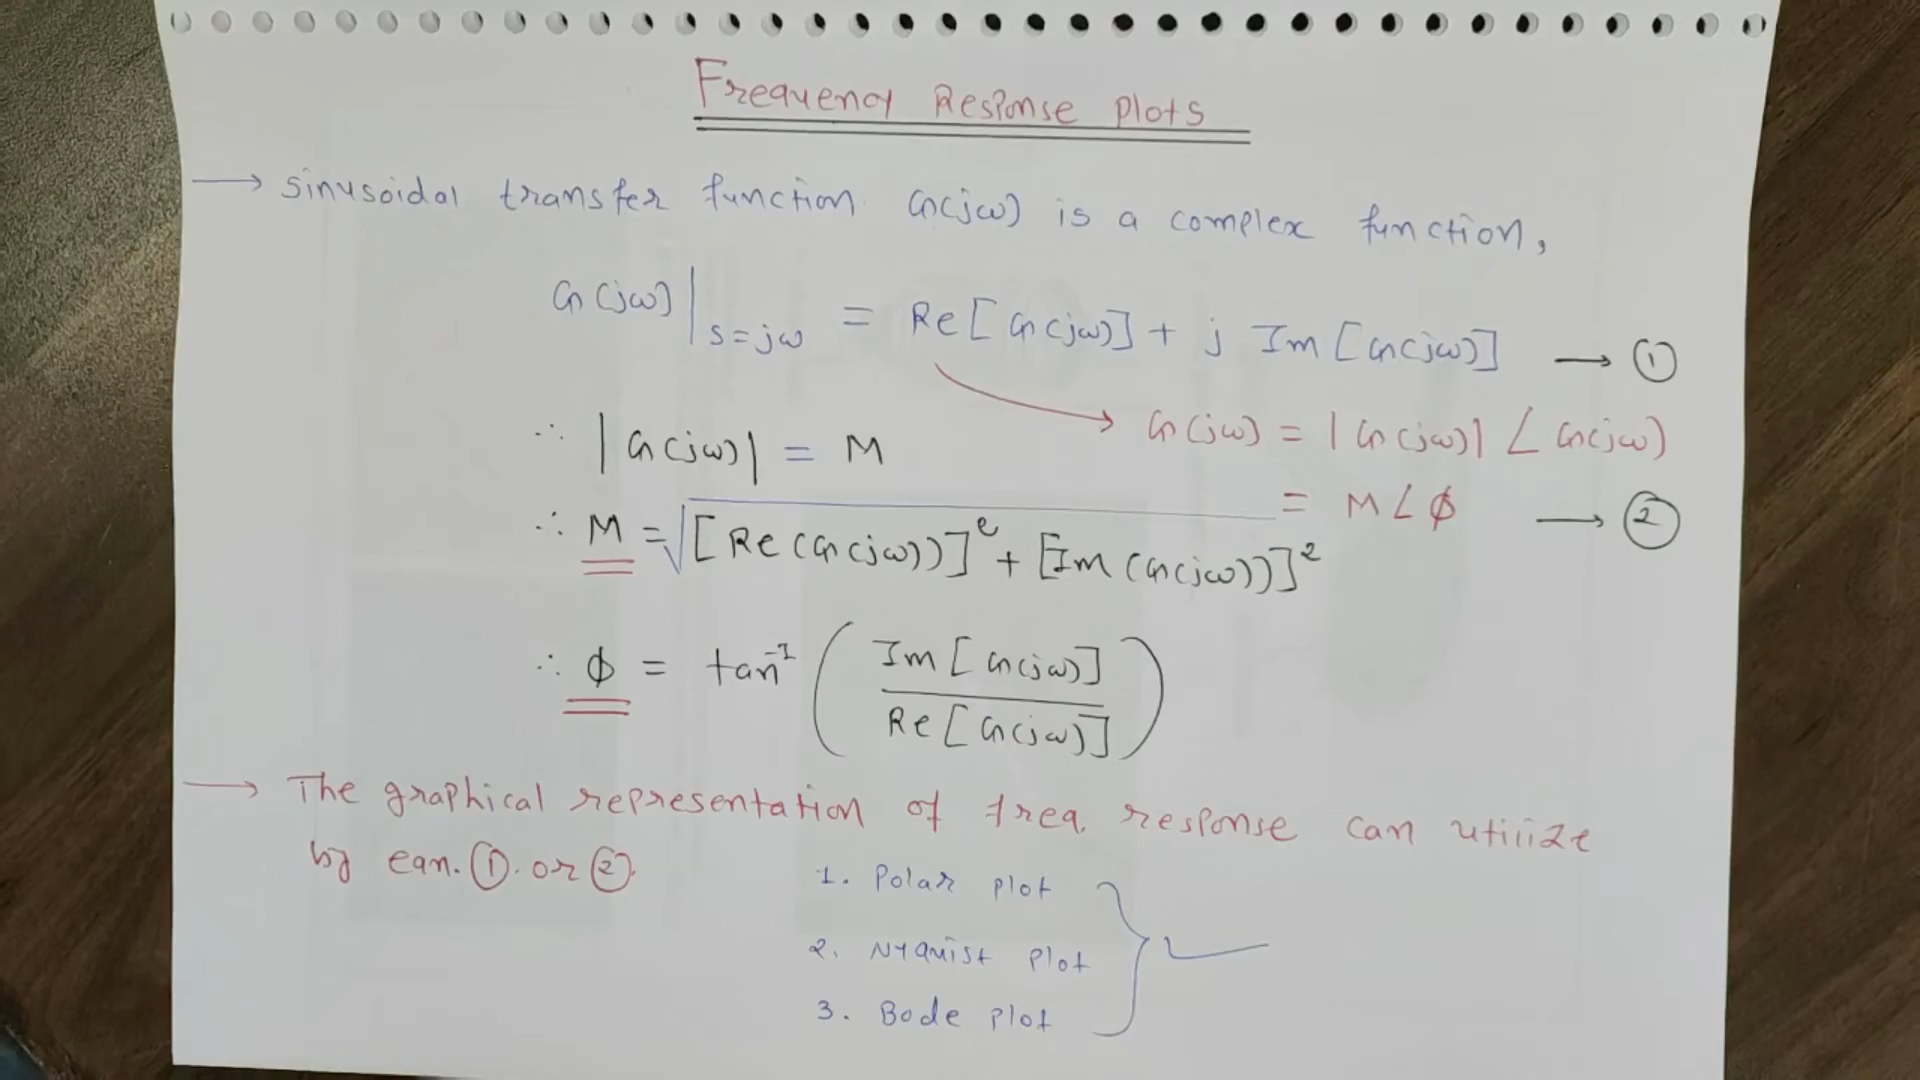 Frequency Response Plots
→ sinusoidal transfer function G(jω) is a complex function,
G(jω)|s=jω = Re[G(jω)] + j Im[G(jω)] → ①
G(jω) = |G(jω)| ∠G(jω)
∴ |G(jω)| = M
= M∠ϕ → ②
∴ M = √[Re(G(jω))]² + [Im(G(jω))]²
∴ ϕ = tan⁻¹ (Im[G(jω)] / Re[G(jω)])
→ The graphical representation of freq. response can utilize
by eqn. ① or ②.
1. Polar plot
2. Nyquist Plot
3. Bode plot